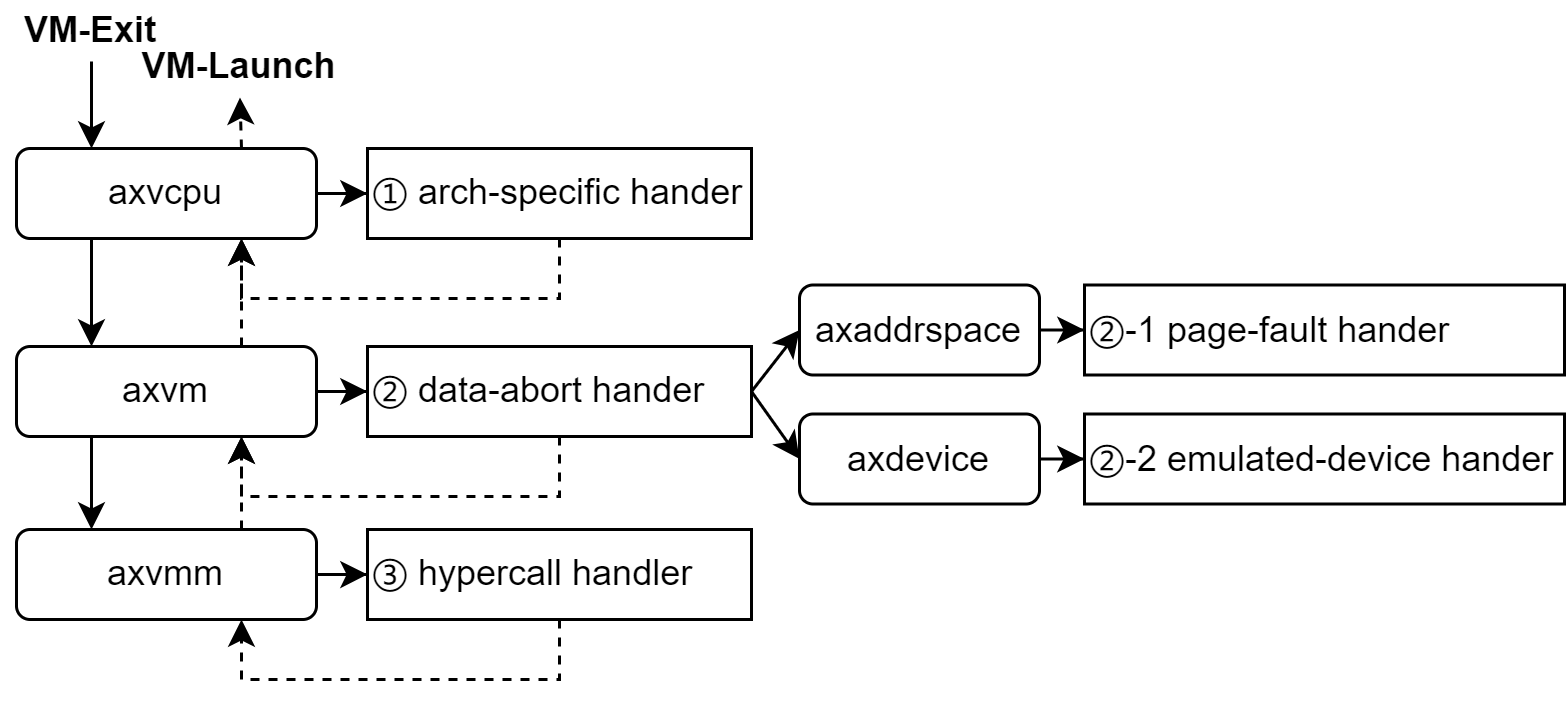 VM-Exit
VM-Launch
axvcpu
① arch-specific hander
axvm
② data-abort hander
axaddrspace
②-1 page-fault hander
axdevice
②-2 emulated-device hander
axvmm
③ hypercall handler